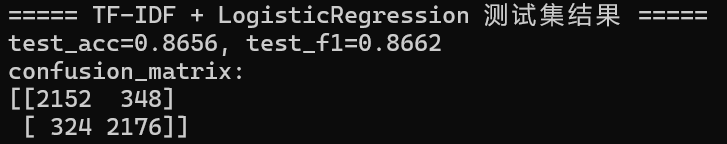 ===== TF-IDF + LogisticRegression 测试集结果 =====
test_acc=0.8656, test_f1=0.8662
confusion_matrix:
[[2152  348]
 [ 324 2176]]